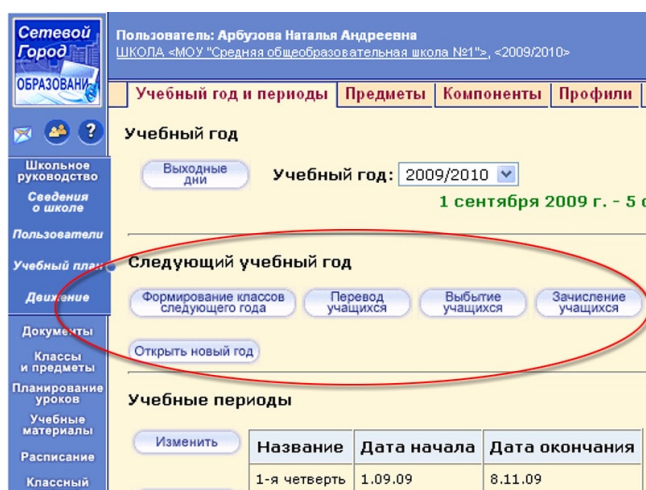 Сетевой
Город
ОБРАЗОВАНИ
Пользователь: Арбузова Наталья Андреевна
ШКОЛА <МОУ "Средняя общеобразовательная школа №1">, <2009/2010>
Учебный год и периоды Предметы Компоненты Профили
?
Учебный год
Выходные
дни
Учебный год: 2009/2010
1 сентября 2009 г. - 5
Школьное
руководство
Сведения
о школе
Пользователи
Учебный план
Движение
Документы
Классы
и предметы
Планирование
уроков
Учебные
материалы
Расписание
Классный
Следующий учебный год
Формирование классов
следующего года
Перевод
учащихся
Выбытие
учащихся
Зачисление
учащихся
Открыть новый год
Учебные периоды
Изменить
Название Дата начала Дата окончания
1-я четверть 1.09.09 8.11.09